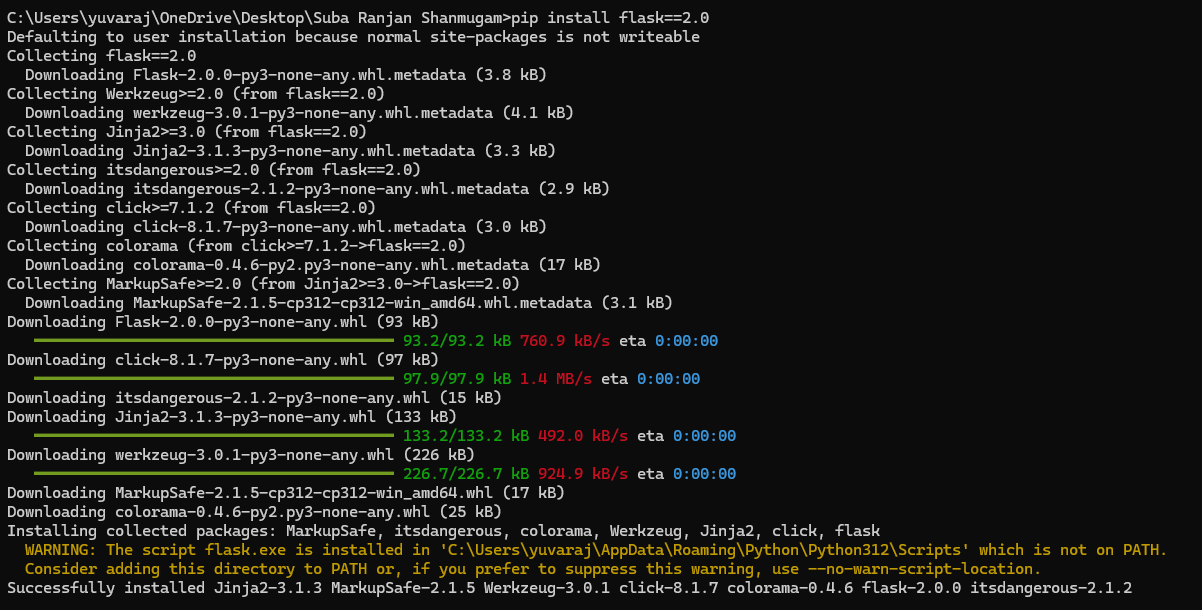 C:\Users\yuvaraj\OneDrive\Desktop\Suba Ranjan Shanmugam>pip install flask==2.0
Defaulting to user installation because normal site-packages is not writeable
Collecting flask==2.0
  Downloading Flask-2.0.0-py3-none-any.whl.metadata (3.8 kB)
Collecting Werkzeug>=2.0 (from flask==2.0)
  Downloading werkzeug-3.0.1-py3-none-any.whl.metadata (4.1 kB)
Collecting Jinja2>=3.0 (from flask==2.0)
  Downloading Jinja2-3.1.3-py3-none-any.whl.metadata (3.3 kB)
Collecting itsdangerous>=2.0 (from flask==2.0)
  Downloading itsdangerous-2.1.2-py3-none-any.whl.metadata (2.9 kB)
Collecting click>=7.1.2 (from flask==2.0)
  Downloading click-8.1.7-py3-none-any.whl.metadata (3.0 kB)
Collecting colorama (from click>=7.1.2->flask==2.0)
  Downloading colorama-0.4.6-py2.py3-none-any.whl.metadata (17 kB)
Collecting MarkupSafe>=2.0 (from Jinja2>=3.0->flask==2.0)
  Downloading MarkupSafe-2.1.5-cp312-cp312-win_amd64.whl.metadata (3.1 kB)
Downloading Flask-2.0.0-py3-none-any.whl (93 kB)
93.2/93.2 kB 760.9 kB/s eta 0:00:00
Downloading click-8.1.7-py3-none-any.whl (97 kB)
97.9/97.9 kB 1.4 MB/s eta 0:00:00
Downloading itsdangerous-2.1.2-py3-none-any.whl (15 kB)
Downloading Jinja2-3.1.3-py3-none-any.whl (133 kB)
133.2/133.2 kB 492.0 kB/s eta 0:00:00
Downloading werkzeug-3.0.1-py3-none-any.whl (226 kB)
226.7/226.7 kB 924.9 kB/s eta 0:00:00
Downloading MarkupSafe-2.1.5-cp312-cp312-win_amd64.whl (17 kB)
Downloading colorama-0.4.6-py2.py3-none-any.whl (25 kB)
Installing collected packages: MarkupSafe, itsdangerous, colorama, Werkzeug, Jinja2, click, flask
  WARNING: The script flask.exe is installed in 'C:\Users\yuvaraj\AppData\Roaming\Python\Python312\Scripts' which is not on PATH.
  Consider adding this directory to PATH or, if you prefer to suppress this warning, use --no-warn-script-location.
Successfully installed Jinja2-3.1.3 MarkupSafe-2.1.5 Werkzeug-3.0.1 click-8.1.7 colorama-0.4.6 flask-2.0.0 itsdangerous-2.1.2